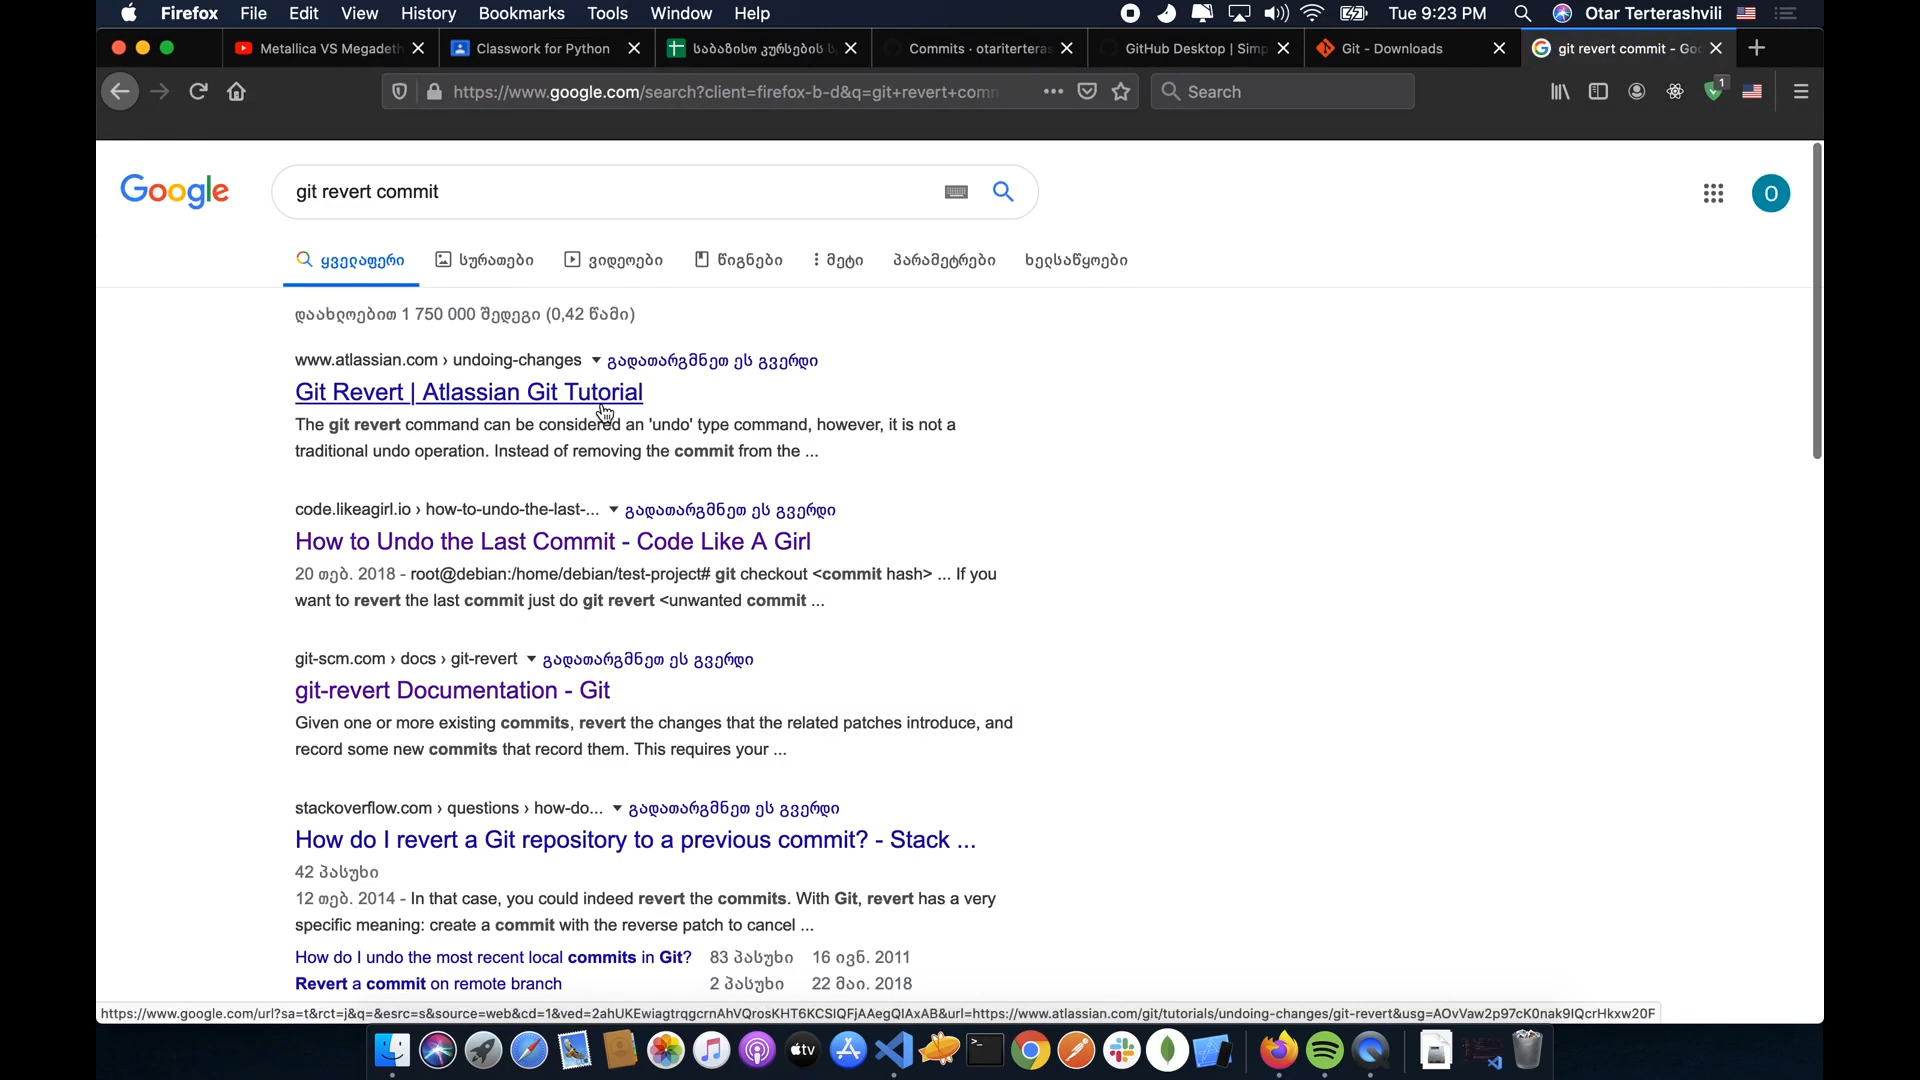 Firefox File Edit View History Bookmarks Tools Window Help Tue 9:23 PM Otar Terterashvili
Metallica VS Megadeth Classwork for Python საბაზისო კურსების ს Commits · otariterteras GitHub Desktop | Simp Git - Downloads git revert commit - Goo
https://www.google.com/search?client=firefox-b-d&q=git+revert+comm Search 1
Google git revert commit O
ყველაფერი სურათები ვიდეოები წიგნები მეტი პარამეტრები ხელსაწყოები
დაახლოებით 1 750 000 შედეგი (0,42 წამი)
www.atlassian.com › undoing-changes გადათარგმნეთ ეს გვერდი
Git Revert | Atlassian Git Tutorial
The git revert command can be considered an 'undo' type command, however, it is not a
traditional undo operation. Instead of removing the commit from the ...
code.likeagirl.io › how-to-undo-the-last-... გადათარგმნეთ ეს გვერდი
How to Undo the Last Commit - Code Like A Girl
20 თებ. 2018 - root@debian:/home/debian/test-project# git checkout <commit hash> ... If you
want to revert the last commit just do git revert <unwanted commit ...
git-scm.com › docs › git-revert გადათარგმნეთ ეს გვერდი
git-revert Documentation - Git
Given one or more existing commits, revert the changes that the related patches introduce, and
record some new commits that record them. This requires your ...
stackoverflow.com › questions › how-do... გადათარგმნეთ ეს გვერდი
How do I revert a Git repository to a previous commit? - Stack ...
42 პასუხი
12 თებ. 2014 - In that case, you could indeed revert the commits. With Git, revert has a very
specific meaning: create a commit with the reverse patch to cancel ...
How do I undo the most recent local commits in Git? 83 პასუხი 16 ივნ. 2011
Revert a commit on remote branch 2 პასუხი 22 მაი. 2018
https://www.google.com/url?sa=t&rct=j&q=&esrc=s&source=web&cd=1&ved=2ahUKEwiagtrqgcrnAhVQrosKHT6KCSIQFjAAegQIAxAB&url=https://www.atlassian.com/git/tutorials/undoing-changes/git-revert&usg=AOvVaw2p97cK0nak9IQcrHkxw20F
tv